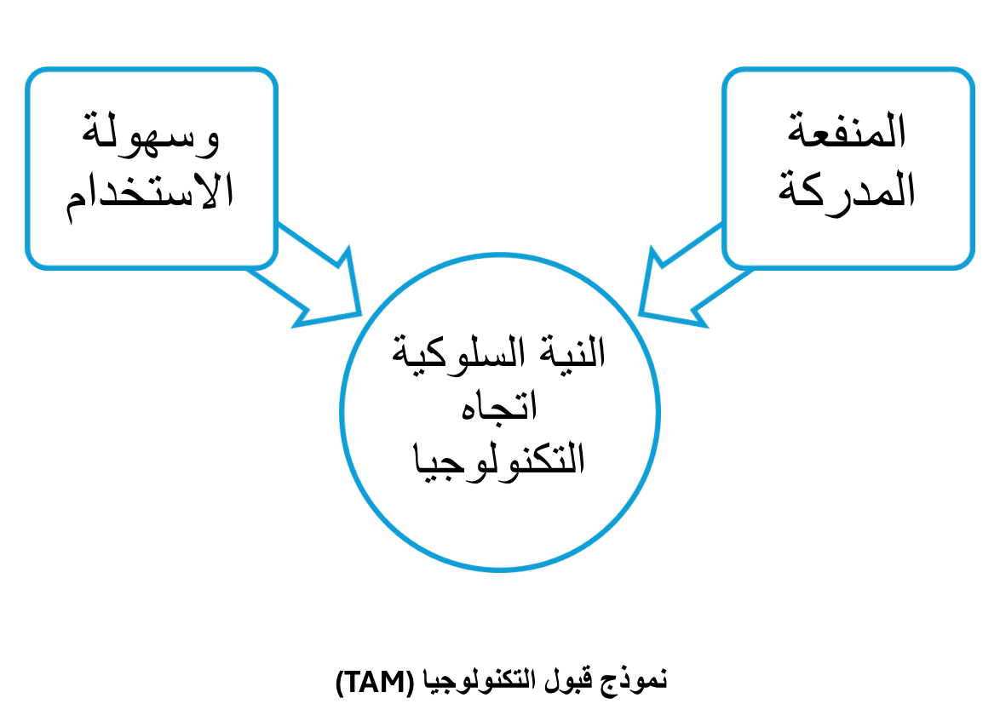 المنفعة
المدركة
وسهولة
الاستخدام
النية السلوكية
اتجاه
التكنولوجيا
نموذج قبول التكنولوجيا (TAM)